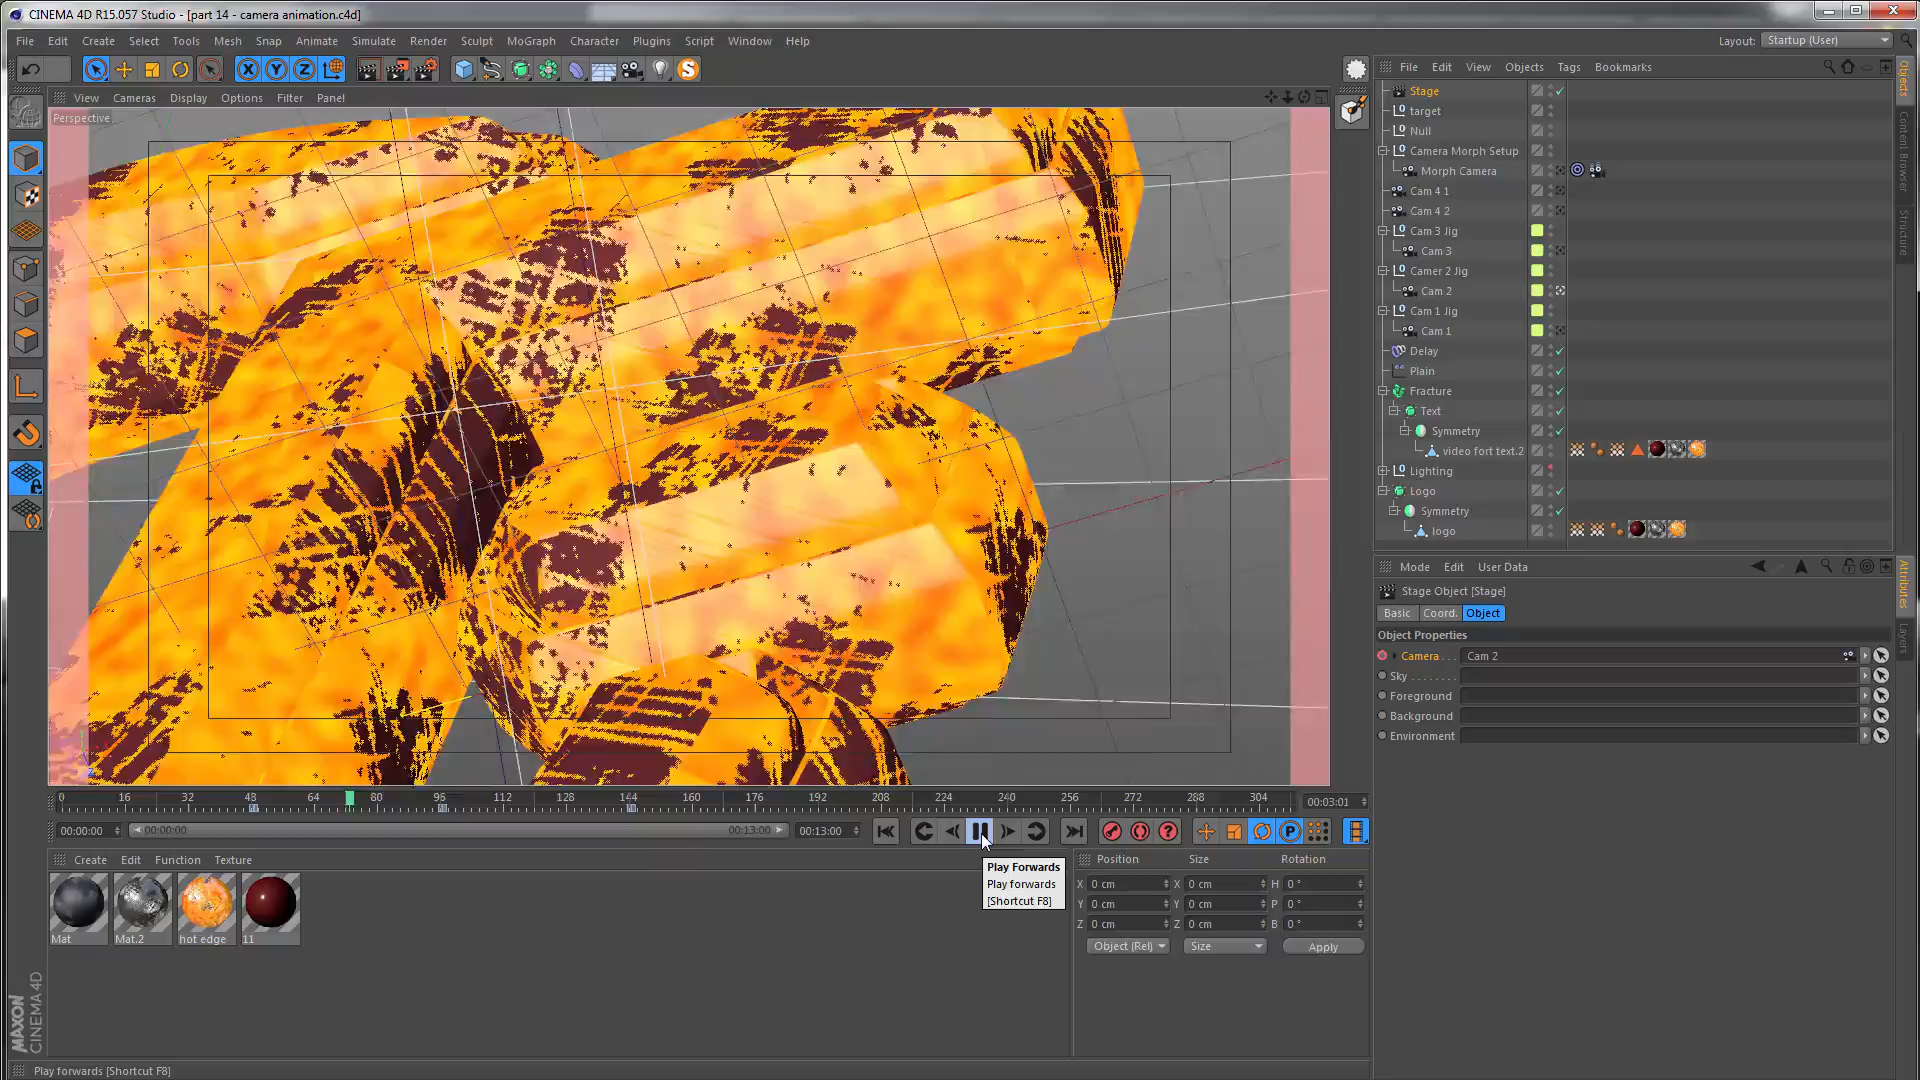 CINEMA 4D R15.057 Studio - [part 14 - camera animation.c4d]
File Edit Create Select Tools Mesh Snap Animate Simulate Render Sculpt MoGraph Character Plugins Script Window Help
Layout: Startup (User)
File Edit View Objects Tags Bookmarks
View Cameras Display Options Filter Panel
Perspective
Stage
target
Null
Camera Morph Setup
Morph Camera
Cam 4 1
Cam 4 2
Cam 3 Jig
Cam 3
Camer 2 Jig
Cam 2
Cam 1 Jig
Cam 1
Delay
Plain
Fracture
Text
Symmetry
video fort text.2
Lighting
Logo
Symmetry
logo
Objects
Content Browser
Structure
Mode Edit User Data
Stage Object [Stage]
Basic Coord. Object
Object Properties
Camera . . . Cam 2
Sky . . . . . . . .
Foreground
Background
Environment
Attributes
Layers
0 16 32 48 64 80 96 112 128 144 160 176 192 208 224 240 256 272 288 304 00:03:01
00:00:00 00:00:00 00:13:00 00:13:00
Play Forwards
Play forwards
[Shortcut F8]
Create Edit Function Texture
Mat Mat.2 hot edge 11
Position Size Rotation
X 0 cm X 0 cm H 0 °
Y 0 cm Y 0 cm P 0 °
Z 0 cm Z 0 cm B 0 °
Object (Rel) Size Apply
MAXON
CINEMA 4D
Play forwards [Shortcut F8]